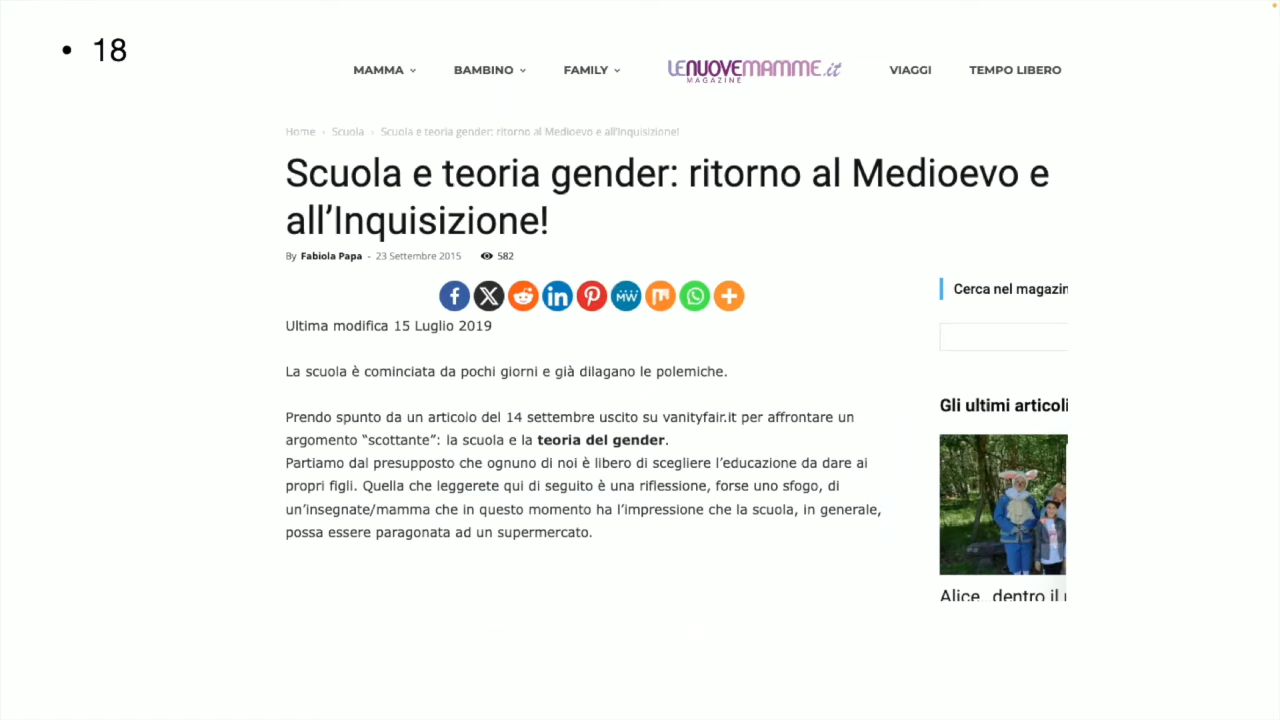 • 18
MAMMA BAMBINO FAMILY LENUOVEMAMME.it VIAGGI TEMPO LIBERO
MAGAZINE
Home › Scuola › Scuola e teoria gender: ritorno al Medioevo e all'Inquisizione!
Scuola e teoria gender: ritorno al Medioevo e
all’Inquisizione!
By Fabiola Papa - 23 Settembre 2015 582
Ultima modifica 15 Luglio 2019
Cerca nel magazin
La scuola è cominciata da pochi giorni e già dilagano le polemiche.
Prendo spunto da un articolo del 14 settembre uscito su vanityfair.it per affrontare un
argomento “scottante”: la scuola e la teoria del gender.
Partiamo dal presupposto che ognuno di noi è libero di scegliere l’educazione da dare ai
propri figli. Quella che leggerete qui di seguito è una riflessione, forse uno sfogo, di
un’insegnate/mamma che in questo momento ha l’impressione che la scuola, in generale,
possa essere paragonata ad un supermercato.
Gli ultimi articoli
Alice dentro il